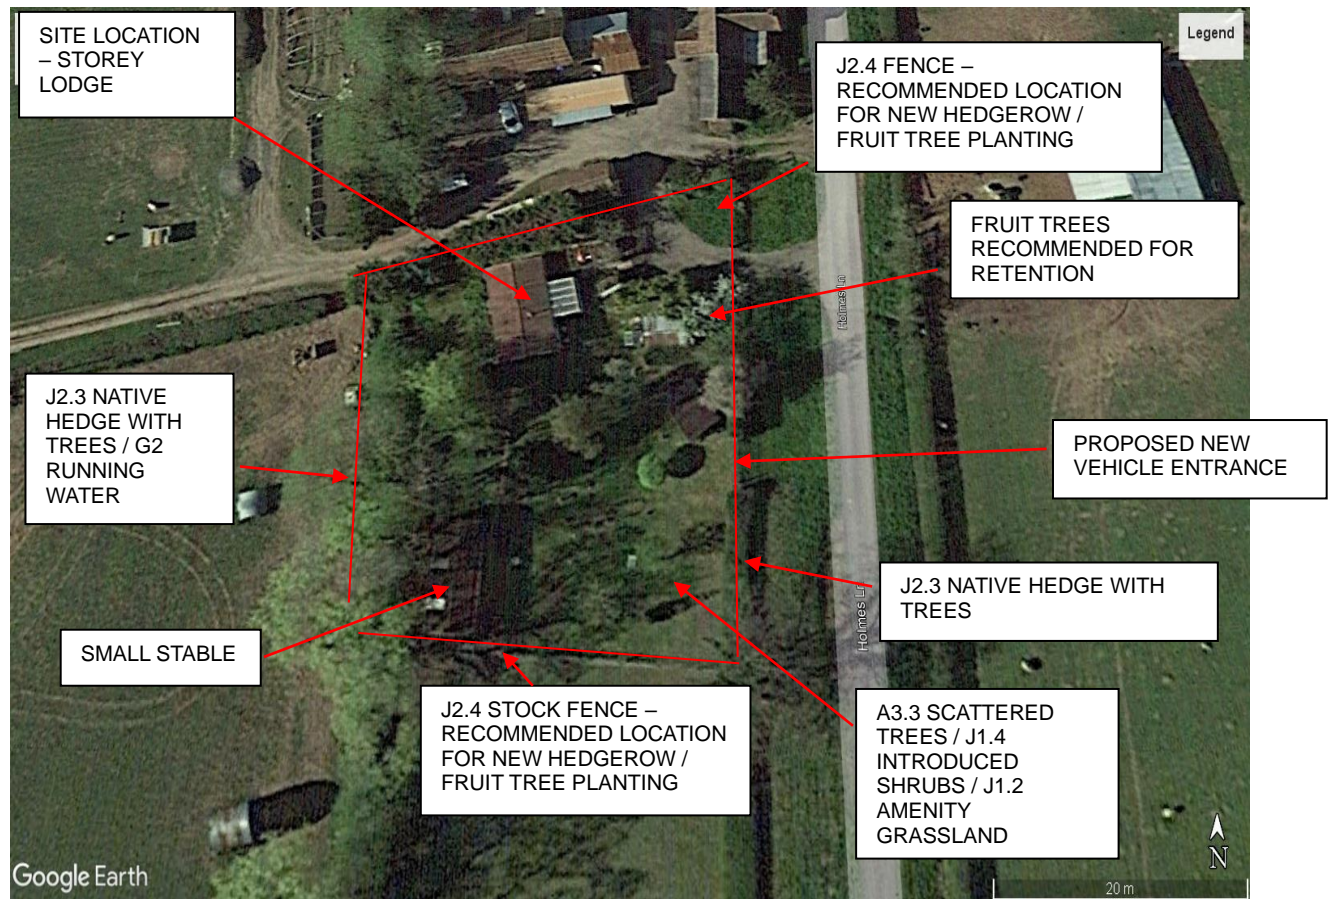 SITE LOCATION
– STOREY
LODGE
Legend
J2.4 FENCE –
RECOMMENDED LOCATION
FOR NEW HEDGEROW /
FRUIT TREE PLANTING
FRUIT TREES
RECOMMENDED FOR
RETENTION
Holmes Ln
J2.3 NATIVE
HEDGE WITH
TREES / G2
RUNNING
WATER
PROPOSED NEW
VEHICLE ENTRANCE
J2.3 NATIVE HEDGE WITH
TREES
Holmes Ln
SMALL STABLE
J2.4 STOCK FENCE –
RECOMMENDED LOCATION
FOR NEW HEDGEROW /
FRUIT TREE PLANTING
A3.3 SCATTERED
TREES / J1.4
INTRODUCED
SHRUBS / J1.2
AMENITY
GRASSLAND
N
Google Earth
20 m